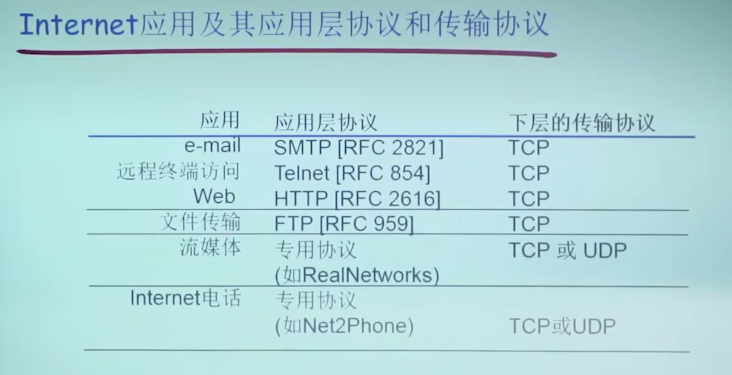 Internet应用及其应用层协议和传输协议
应用 应用层协议 下层的传输协议
e-mail SMTP [RFC 2821] TCP
远程终端访问 Telnet [RFC 854] TCP
Web HTTP [RFC 2616] TCP
文件传输 FTP [RFC 959] TCP
流媒体 专用协议 TCP 或 UDP
(如RealNetworks)
Internet电话 专用协议
(如Net2Phone) TCP或UDP